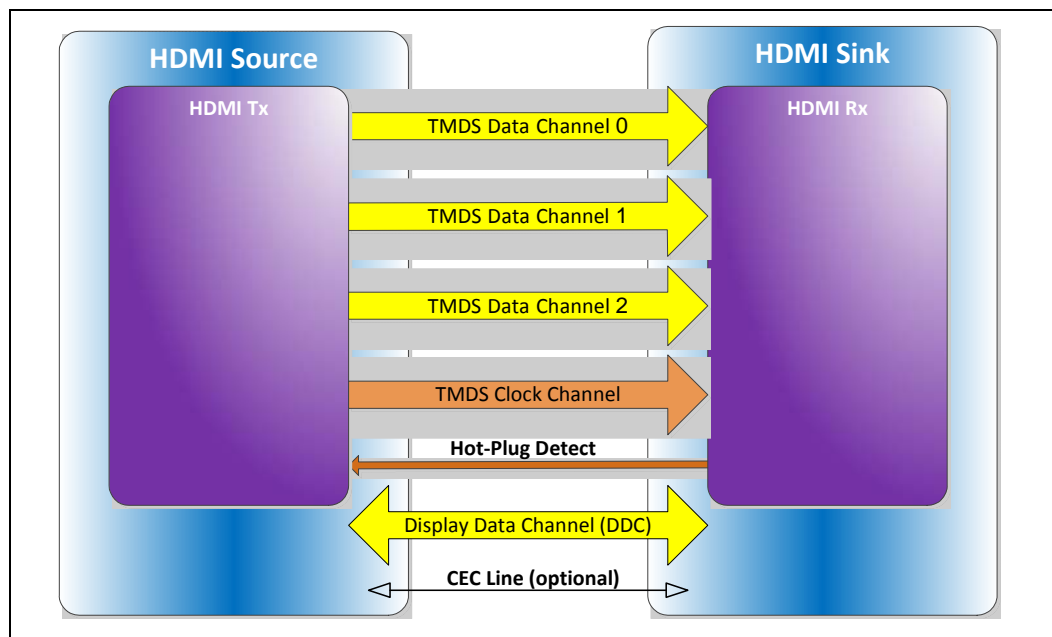 HDMI Source
HDMI Sink
HDMI Tx
HDMI Rx
TMDS Data Channel 0
TMDS Data Channel 1
TMDS Data Channel 2
TMDS Clock Channel
Hot-Plug Detect
Display Data Channel (DDC)
CEC Line (optional)